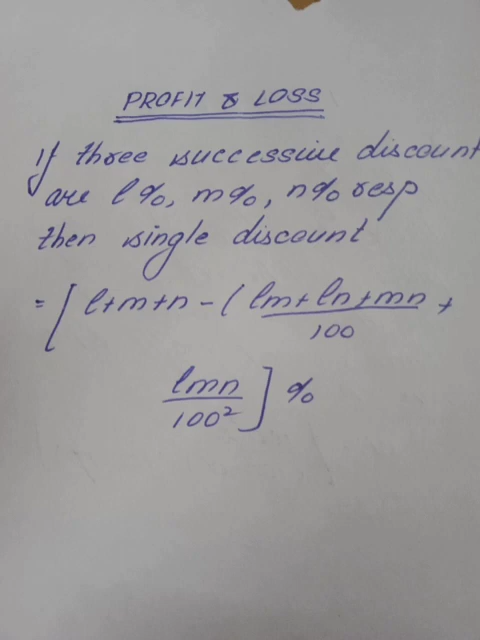 PROFIT & LOSS
If three successive discount
are l%, m%, n% resp
then single discount
= [ l+m+n - ( lm+ln+mn / 100 +
lmn / 100² ] %